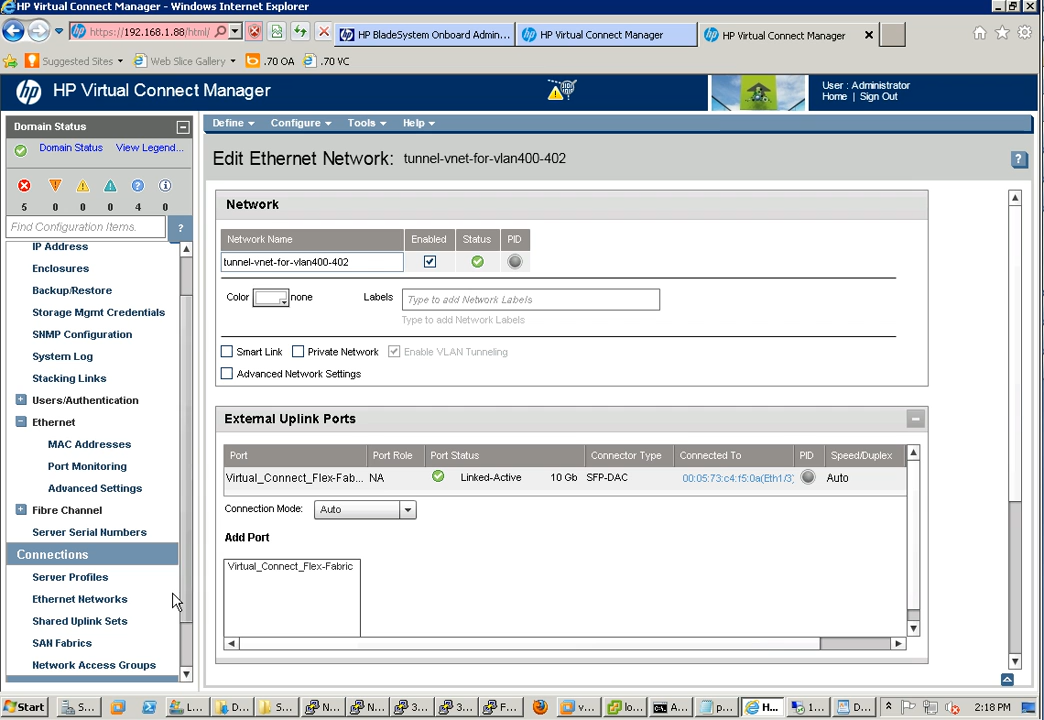 HP Virtual Connect Manager - Windows Internet Explorer
https://192.168.1.88/html/
HP BladeSystem Onboard Admin...
HP Virtual Connect Manager
HP Virtual Connect Manager
Suggested Sites
Web Slice Gallery
.70 OA
.70 VC
hp
HP Virtual Connect Manager
User : Administrator
Home | Sign Out
Domain Status
Domain Status View Legend...
5 0 0 0 4 0
Find Configuration Items.
?
IP Address
Enclosures
Backup/Restore
Storage Mgmt Credentials
SNMP Configuration
System Log
Stacking Links
Users/Authentication
Ethernet
MAC Addresses
Port Monitoring
Advanced Settings
Fibre Channel
Server Serial Numbers
Connections
Server Profiles
Ethernet Networks
Shared Uplink Sets
SAN Fabrics
Network Access Groups
Define Configure Tools Help
Edit Ethernet Network: tunnel-vnet-for-vlan400-402
?
Network
Network Name Enabled Status PID
tunnel-vnet-for-vlan400-402
Color none Labels Type to add Network Labels
Type to add Network Labels
Smart Link Private Network Enable VLAN Tunneling
Advanced Network Settings
External Uplink Ports
Port Port Role Port Status Connector Type Connected To PID Speed/Duplex
Virtual_Connect_Flex-Fab... NA Linked-Active 10 Gb SFP-DAC 00:05:73:c4:f5:0a(Eth1/3) Auto
Connection Mode: Auto
Add Port
Virtual_Connect_Flex-Fabric
Start S... L... D... S... N... N... 3... 3... F... v... lo... A... p... H... 1... D... 2:18 PM